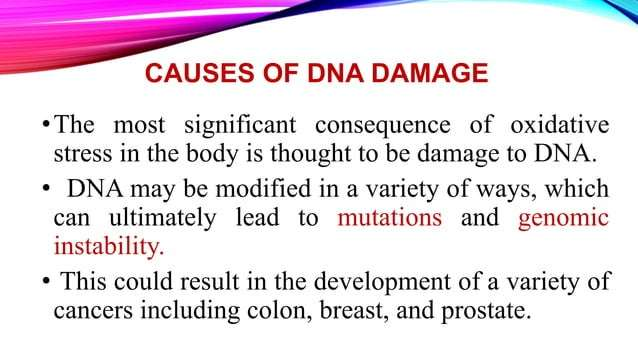 CAUSES OF DNA DAMAGE
•The most significant consequence of oxidative
stress in the body is thought to be damage to DNA.
• DNA may be modified in a variety of ways, which
can ultimately lead to mutations and genomic
instability.
• This could result in the development of a variety of
cancers including colon, breast, and prostate.